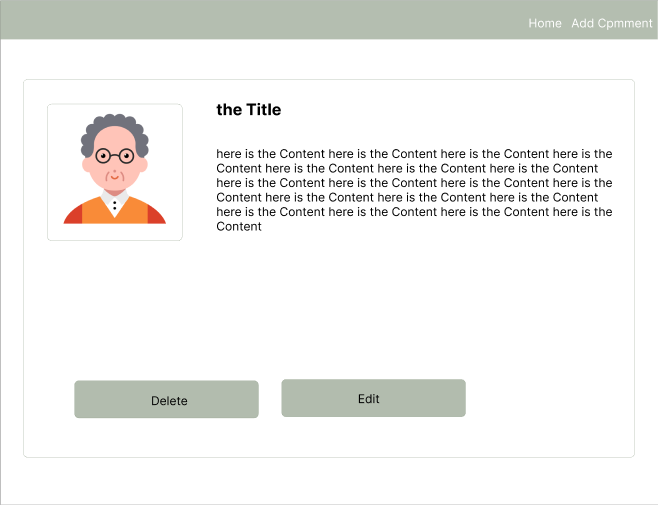 Home Add Cpmment
the Title
here is the Content here is the Content here is the Content here is the
Content here is the Content here is the Content here is the Content
here is the Content here is the Content here is the Content here is the
Content here is the Content here is the Content here is the Content
here is the Content here is the Content here is the Content here is the
Content
Delete
Edit